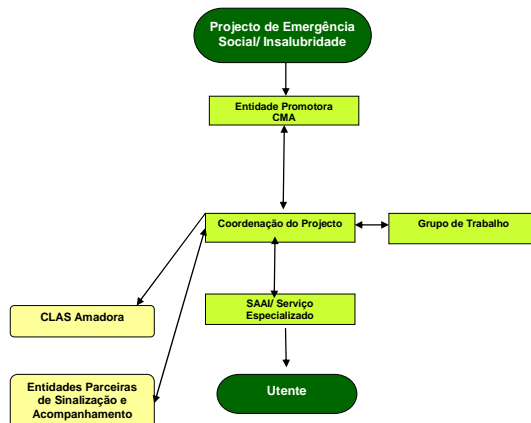 Projecto de Emergência
Social/ Insalubridade
Entidade Promotora
CMA
Coordenação do Projecto
Grupo de Trabalho
SAAI/ Serviço
Especializado
CLAS Amadora
Entidades Parceiras
de Sinalização e
Acompanhamento
Utente